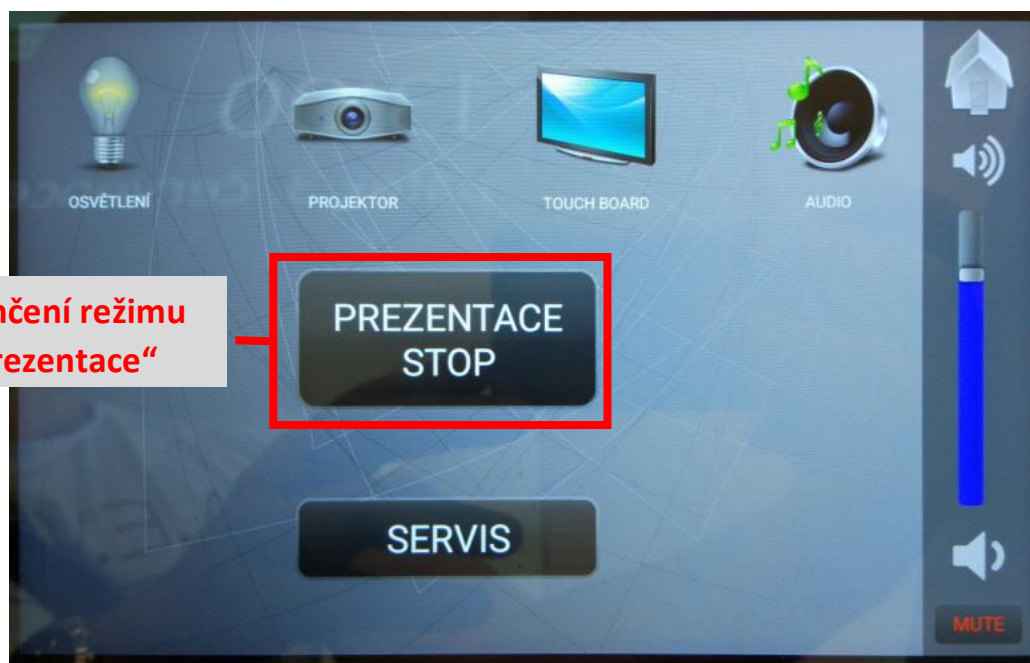 OSVĚTLENÍ
PROJEKTOR
TOUCH BOARD
AUDIO
nčení režimu
rezentace“
PREZENTACE
STOP
SERVIS
MUTE